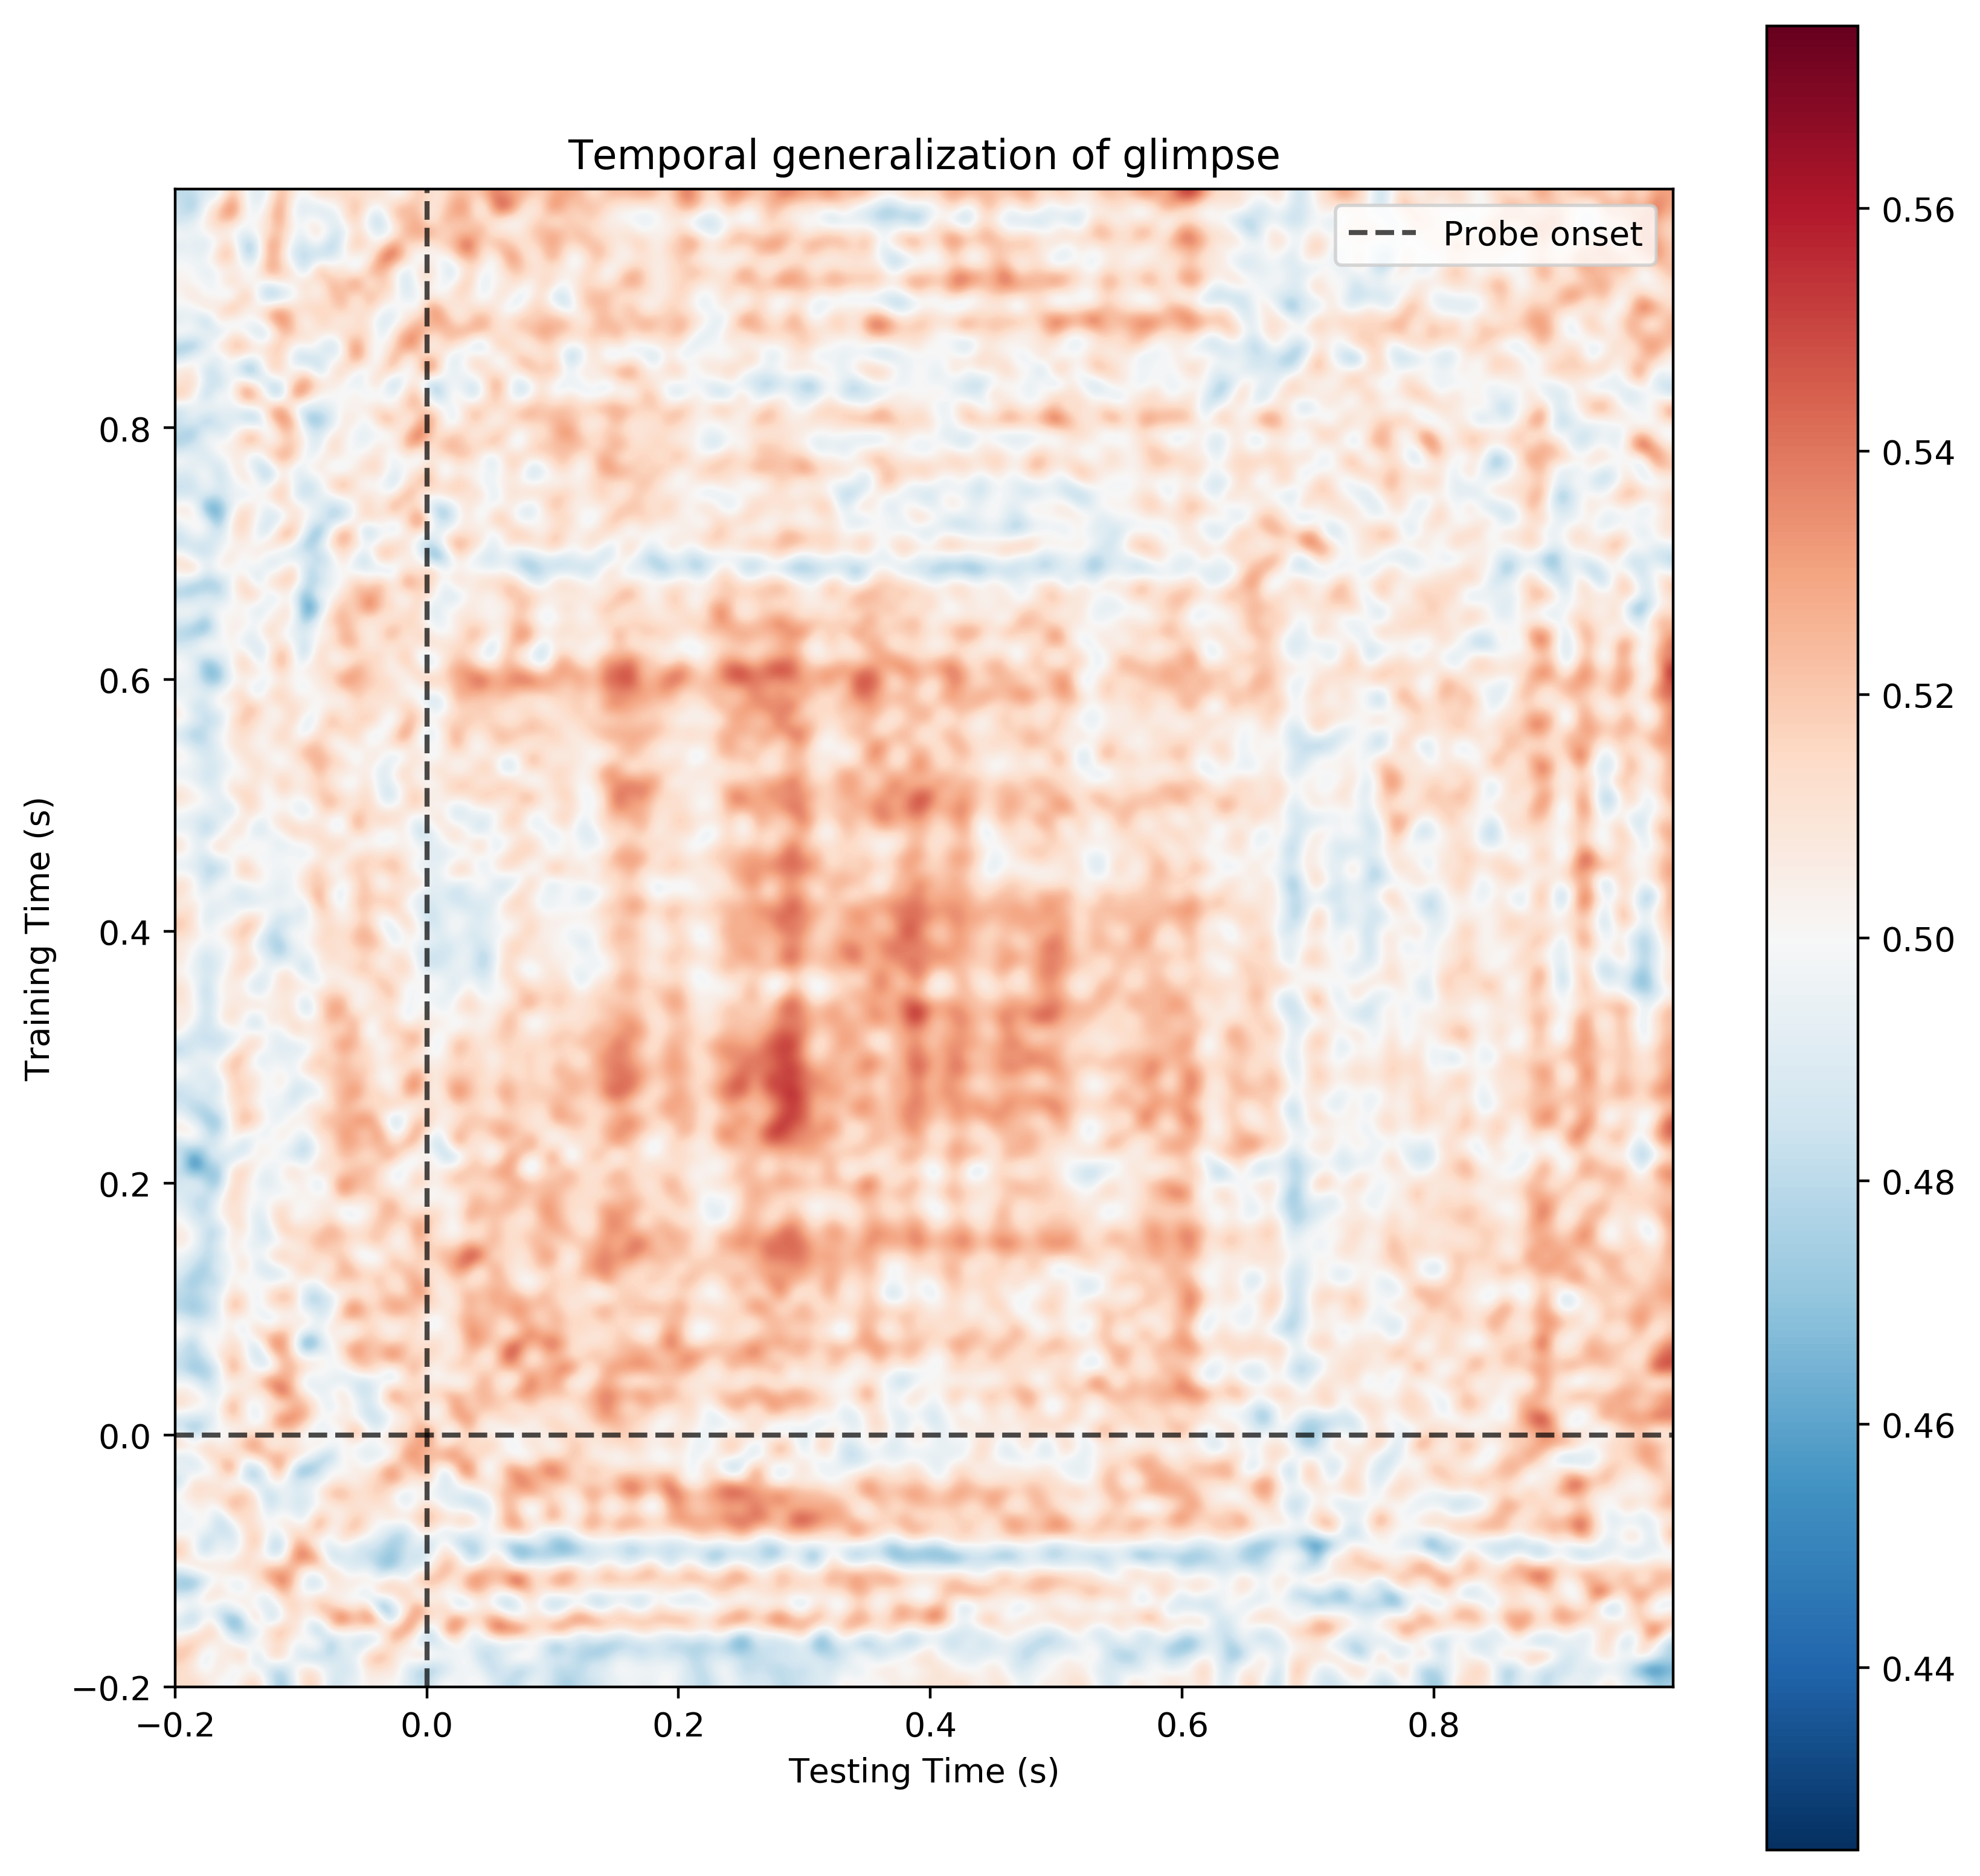 Temporal generalization of glimpse
Probe onset
Training Time (s)
0.8
0.6
0.4
0.2
0.0
−0.2
−0.2 0.0 0.2 0.4 0.6 0.8
Testing Time (s)
0.56
0.54
0.52
0.50
0.48
0.46
0.44